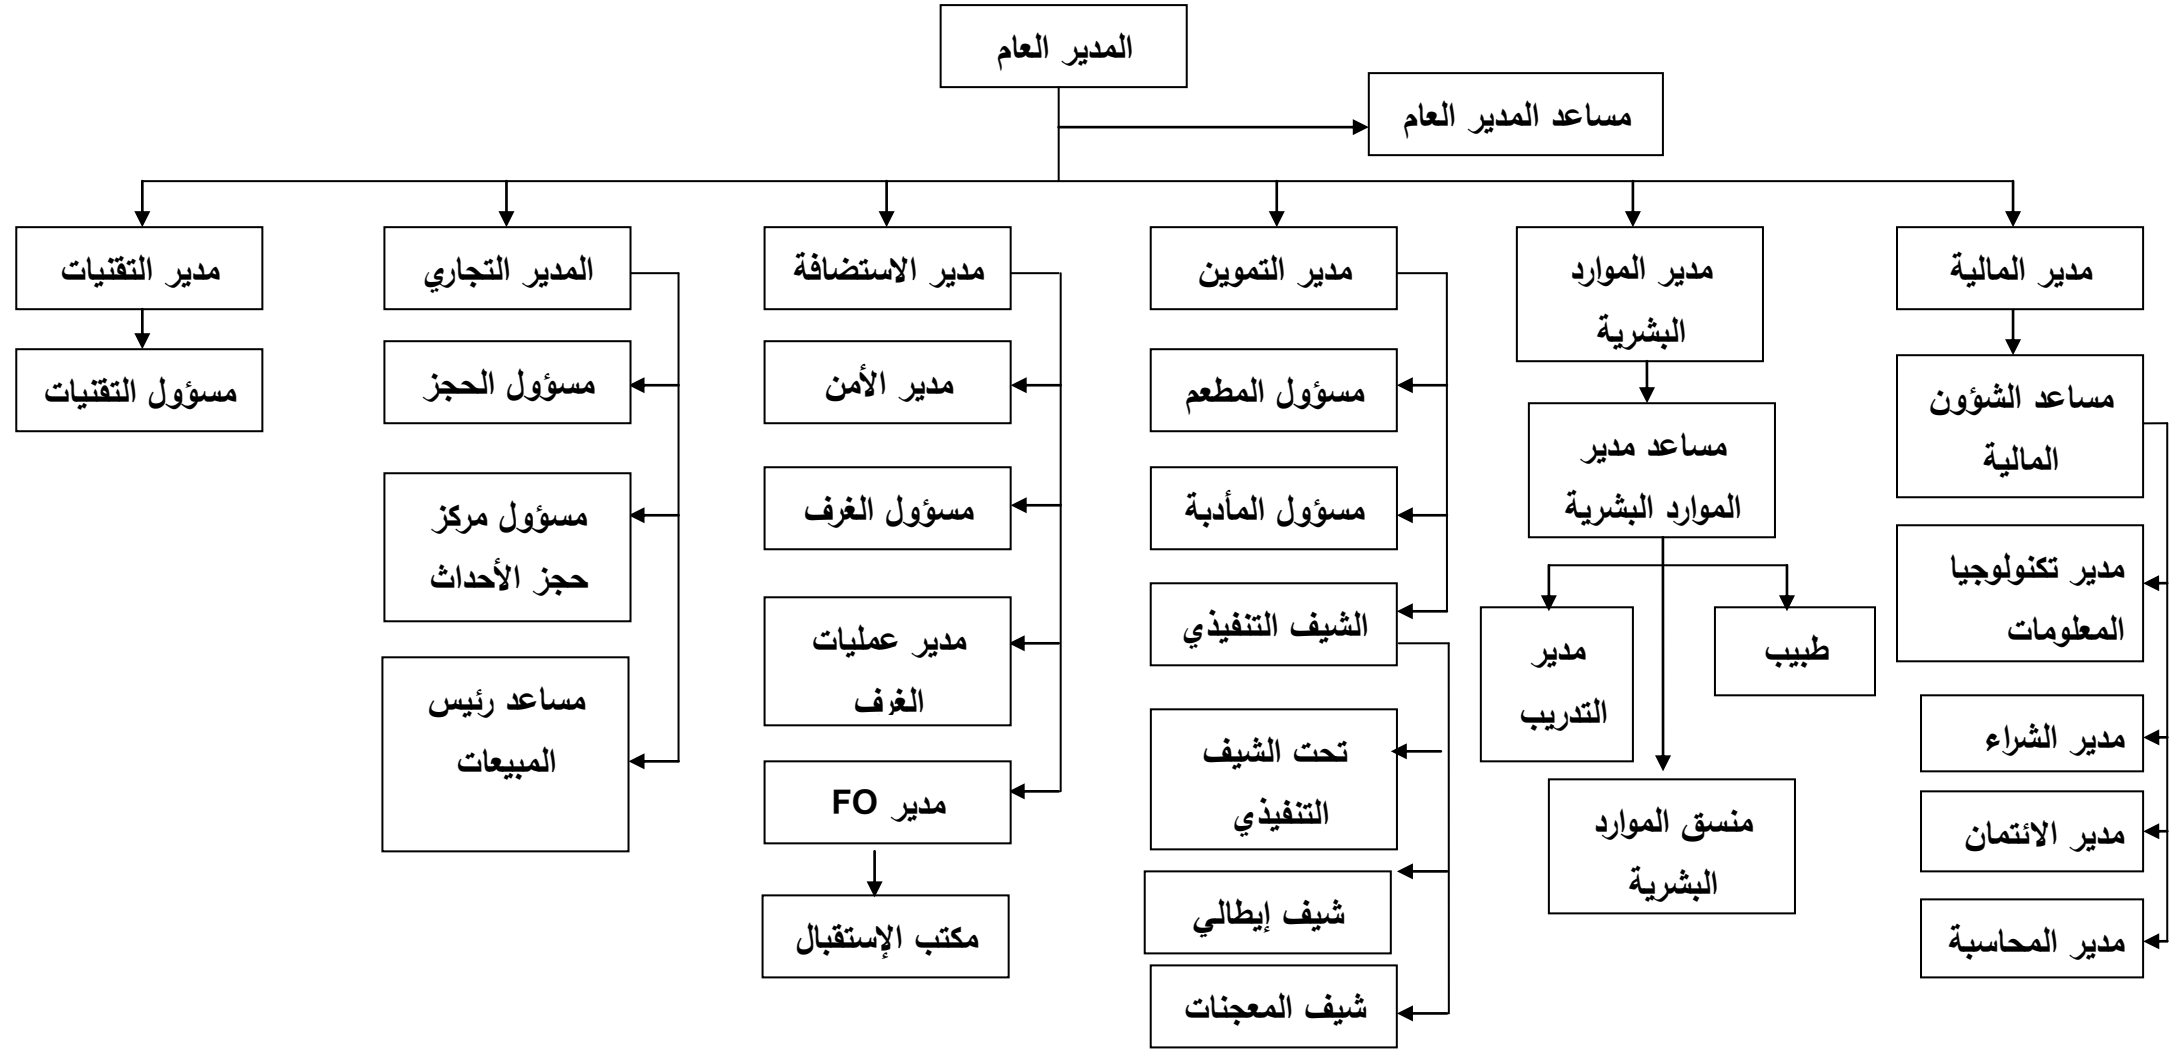 المدير العام
مساعد المدير العام
مدير المالية
مدير الموارد
البشرية
مدير التموين
مدير الاستضافة
المدير التجاري
مدير التقنيات
مساعد الشؤون
المالية
مدير تكنولوجيا
المعلومات
مدير الشراء
مدير الائتمان
مدير المحاسبة
مساعد مدير
الموارد البشرية
طبيب
مدير
التدريب
منسق الموارد
البشرية
مسؤول المطعم
مسؤول المأدبة
الشيف التنفيذي
تحت الشيف
التنفيذي
شيف إيطالي
شيف المعجنات
مدير الأمن
مسؤول الغرف
مدير عمليات
الغرف
مدير FO
مكتب الإستقبال
مسؤول الحجز
مسؤول مركز
حجز الأحداث
مساعد رئيس
المبيعات
مسؤول التقنيات